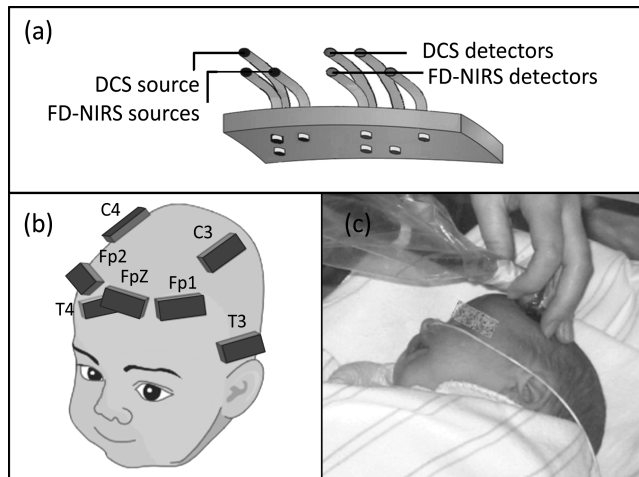 (a)
DCS source
FD-NIRS sources
DCS detectors
FD-NIRS detectors
(b)
C4
C3
Fp2
FpZ
Fp1
T4
T3
(c)